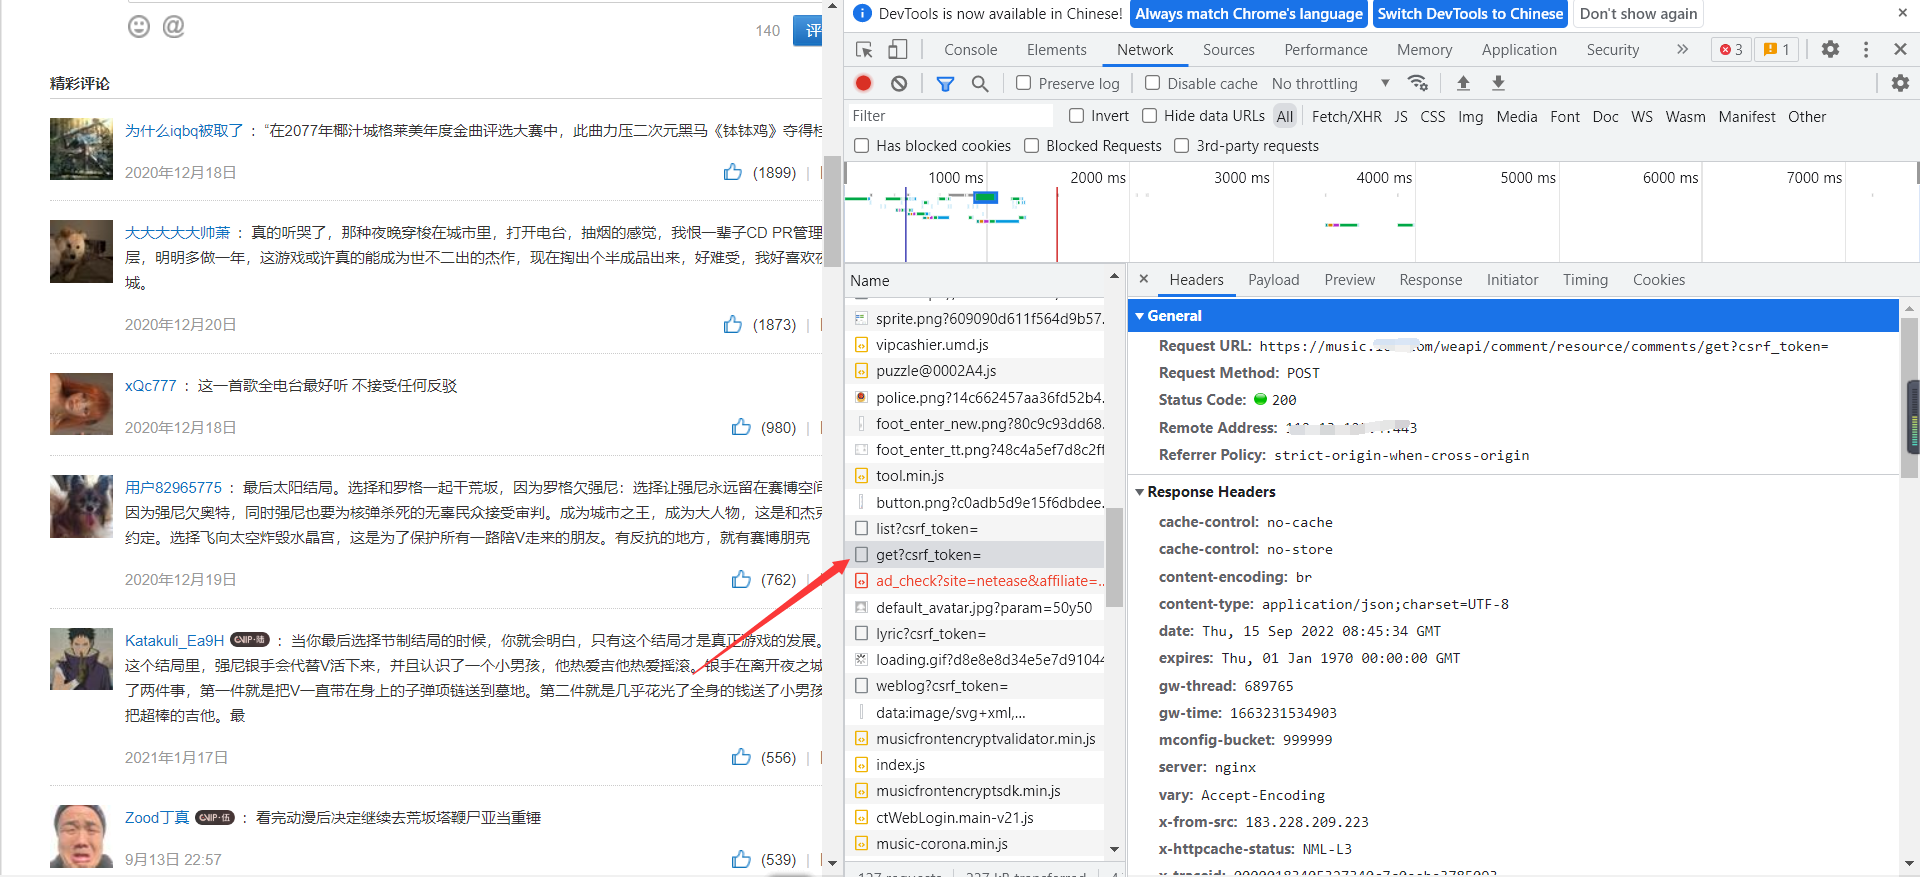 140
评
精彩评论
为什么iqbq被取了 ：“在2077年椰汁城格莱美年度金曲评选大赛中，此曲力压二次元黑马《钵钵鸡》夺得
2020年12月18日
(1899)
大大大大大帅萧 ：真的听哭了，那种夜晚穿梭在城市里，打开电台，抽烟的感觉，我恨一辈子CD PR管理
层，明明多做一年，这游戏或许真的能成为世不二出的杰作，现在掏出个半成品出来，好难受，我好喜欢
城。
2020年12月20日
(1873)
xQc777 ：这一首歌全电台最好听 不接受任何反驳
2020年12月18日
(980)
用户82965775 ：最后太阳结局。选择和罗格一起干荒坂，因为罗格欠强尼：选择让强尼永远留在赛博空间
因为强尼欠奥特，同时强尼也要为核弹杀死的无辜民众接受审判。成为城市之王，成为大人物，这是和杰克
约定。选择飞向太空炸毁水晶宫，这是为了保护所有一路陪V走来的朋友。有反抗的地方，就有赛博朋克
2020年12月19日
(762)
Katakuli_Ea9H CVIP·陆 ：当你最后选择节制结局的时候，你就会明白，只有这个结局才是真正游戏的发展。
这个结局里，强尼银手会代替V活下来，并且认识了一个小男孩，他热爱吉他热爱摇滚。银手在离开夜之城
了两件事，第一件就是把V一直带在身上的子弹项链送到墓地。第二件就是几乎花光了全身的钱送了小男孩
把超棒的吉他。最
2021年1月17日
(556)
Zood丁真 CVIP·伍 ：看完动漫后决定继续去荒坂塔鞭尸亚当重锤
9月13日 22:57
(539)
DevTools is now available in Chinese! Always match Chrome's language Switch DevTools to Chinese Don't show again
Console Elements Network Sources Performance Memory Application Security 3 1
Preserve log Disable cache No throttling
Filter Invert Hide data URLs All Fetch/XHR JS CSS Img Media Font Doc WS Wasm Manifest Other
Has blocked cookies Blocked Requests 3rd-party requests
1000 ms 2000 ms 3000 ms 4000 ms 5000 ms 6000 ms 7000 ms
Name
sprite.png?609090d611f564d9b57.
vipcashier.umd.js
puzzle@0002A4.js
police.png?14c662457aa36fd52b4.
foot_enter_new.png?80c9c93dd68.
foot_enter_tt.png?48c4a5ef7d8c2ff
tool.min.js
button.png?c0adb5d9e15f6dbdee.
list?csrf_token=
get?csrf_token=
ad_check?site=netease&affiliate=..
default_avatar.jpg?param=50y50
lyric?csrf_token=
loading.gif?d8e8e8d34e5e7d91044
weblog?csrf_token=
data:image/svg+xml,...
musicfrontencryptvalidator.min.js
index.js
musicfrontencryptsdk.min.js
ctWebLogin.main-v21.js
music-corona.min.js
127 requests 227 kB transferred
Headers Payload Preview Response Initiator Timing Cookies
General
Request URL: https://music. om/weapi/comment/resource/comments/get?csrf_token=
Request Method: POST
Status Code: 200
Remote Address: 443
Referrer Policy: strict-origin-when-cross-origin
Response Headers
cache-control: no-cache
cache-control: no-store
content-encoding: br
content-type: application/json;charset=UTF-8
date: Thu, 15 Sep 2022 08:45:34 GMT
expires: Thu, 01 Jan 1970 00:00:00 GMT
gw-thread: 689765
gw-time: 1663231534903
mconfig-bucket: 999999
server: nginx
vary: Accept-Encoding
x-from-src: 183.228.209.223
x-httpcache-status: NML-L3
x-traceid: